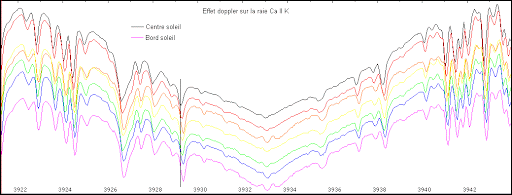 Effet doppler sur la raie Ca II K
Centre soleil
Bord soleil
3922 3924 3926 3928 3930 3932 3934 3936 3938 3940 3942